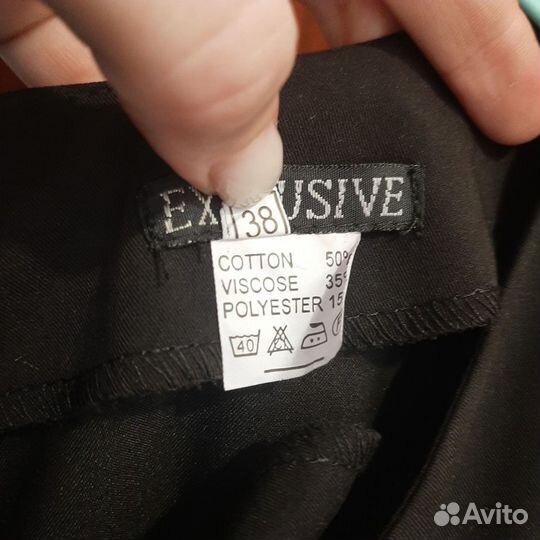 EX USIVE
38
COTTON 50%
VISCOSE 35%
POLYESTER 15
40
Avito